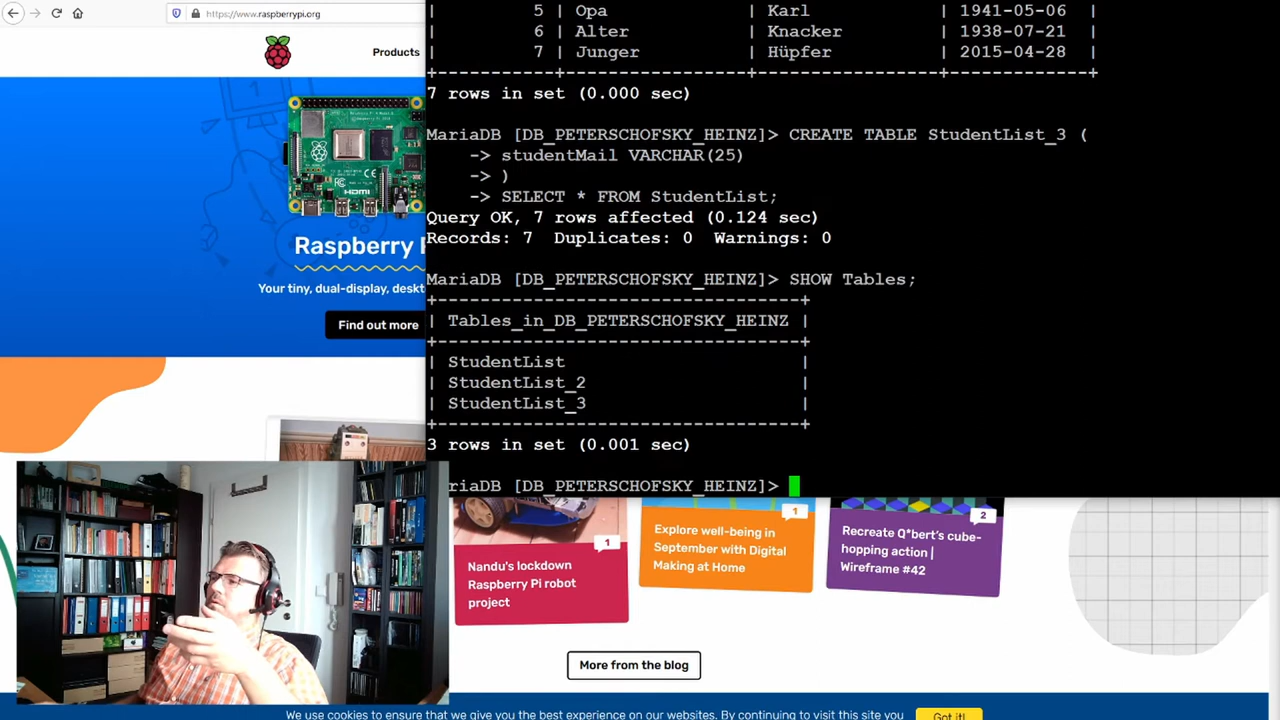 https://www.raspberrypi.org
Products
Raspberry
Your tiny, dual-display, deskt
Find out more
| 5 | Opa | Karl | 1941-05-06 |
| 6 | Alter | Knacker | 1938-07-21 |
| 7 | Junger | Hüpfer | 2015-04-28 |
+-----------+-----------------+-----------------+-------------+
7 rows in set (0.000 sec)
MariaDB [DB_PETERSCHOFSKY_HEINZ]> CREATE TABLE StudentList_3 (
-> studentMail VARCHAR(25)
-> )
-> SELECT * FROM StudentList;
Query OK, 7 rows affected (0.124 sec)
Records: 7 Duplicates: 0 Warnings: 0
MariaDB [DB_PETERSCHOFSKY_HEINZ]> SHOW Tables;
+----------------------------------+
| Tables_in_DB_PETERSCHOFSKY_HEINZ |
+----------------------------------+
| StudentList |
| StudentList_2 |
| StudentList_3 |
+----------------------------------+
3 rows in set (0.001 sec)
riaDB [DB_PETERSCHOFSKY_HEINZ]>
1
Nandu's lockdown
Raspberry Pi robot
project
1
Explore well-being in
September with Digital
Making at Home
2
Recreate Q*bert's cube-
hopping action |
Wireframe #42
More from the blog
We use cookies to ensure that we give you the best experience on our websites. By continuing to visit this site you
Got it!